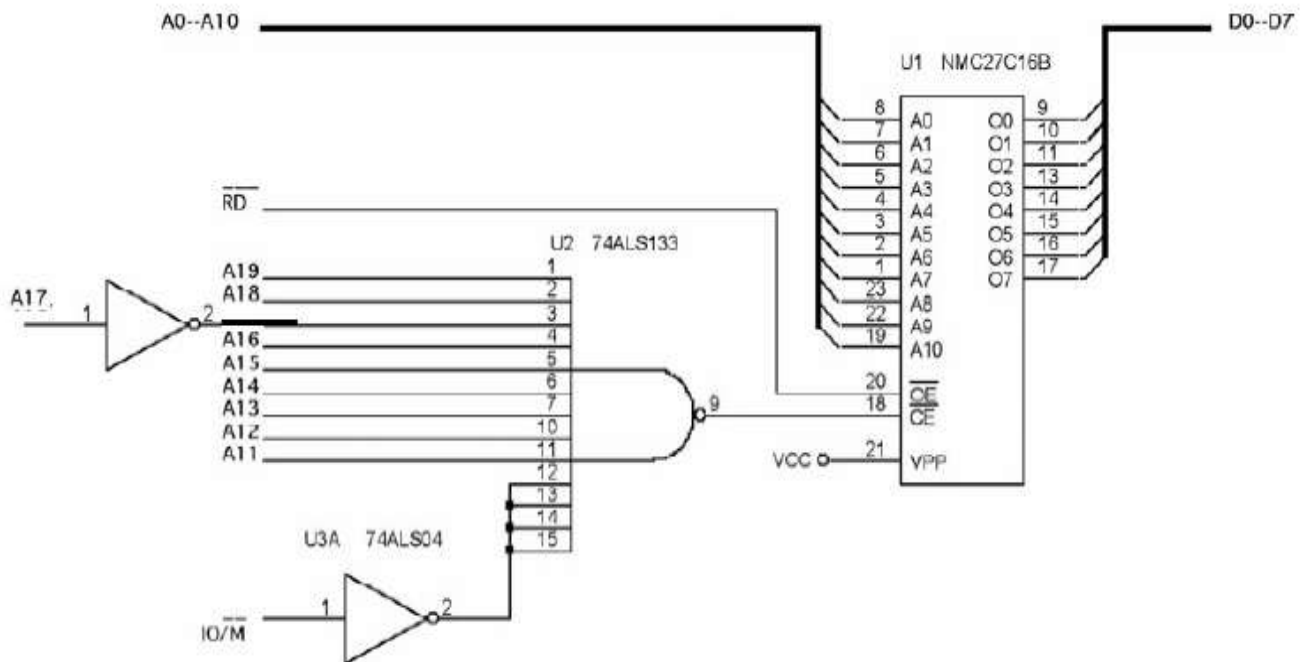 A0--A10
D0--D7
U1 NMC27C16B
8 A0 O0 9
7 A1 O1 10
6 A2 O2 11
5 A3 O3 13
4 A4 O4 14
3 A5 O5 15
2 A6 O6 16
1 A7 O7 17
23 A8
22 A9
19 A10
20 OE
18 CE
21 VPP
VCC
RD
U2 74ALS133
A19 1
A18 2
A17 1 2 3
A16 4
A15 5
A14 6
A13 7
A12 10
A11 11
12
13
14
15
9
U3A 74ALS04
IO/M 1 2